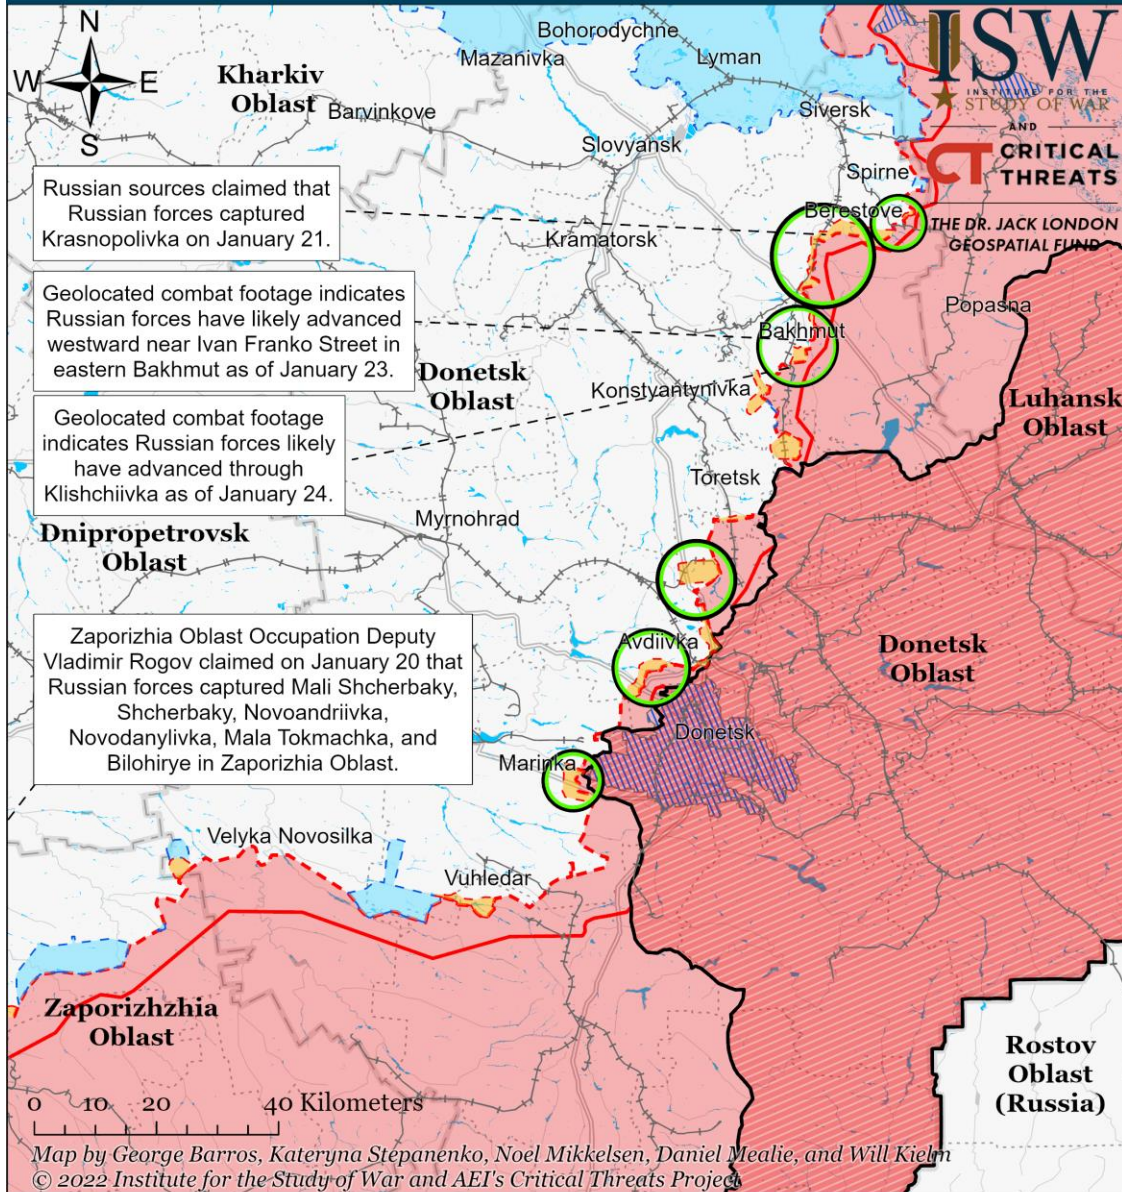 N
W
E
S
Kharkiv
Oblast
Bohorodychne
Mazanivka
Lyman
Barvinkove
Siversk
Slovyansk
Spirne
Berestove
Kramatorsk
ISW
INSTITUTE FOR THE
STUDY OF WAR
AND
CT CRITICAL
THREATS
THE DR. JACK LONDON
GEOSPATIAL FUND
Russian sources claimed that
Russian forces captured
Krasnopolivka on January 21.
Geolocated combat footage indicates
Russian forces have likely advanced
westward near Ivan Franko Street in
eastern Bakhmut as of January 23.
Geolocated combat footage
indicates Russian forces likely
have advanced through
Klishchiivka as of January 24.
Popasna
Bakhmut
Donetsk
Oblast
Konstyantynivka
Luhansk
Oblast
Toretsk
Myrnohrad
Dnipropetrovsk
Oblast
Zaporizhia Oblast Occupation Deputy
Vladimir Rogov claimed on January 20 that
Russian forces captured Mali Shcherbaky,
Shcherbaky, Novoandriivka,
Novodanylivka, Mala Tokmachka, and
Bilohirye in Zaporizhia Oblast.
Avdiivka
Donetsk
Oblast
Donetsk
Marinka
Velyka Novosilka
Vuhledar
Zaporizhzhia
Oblast
Rostov
Oblast
(Russia)
0 10 20 40 Kilometers
Map by George Barros, Kateryna Stepanenko, Noel Mikkelsen, Daniel Mealie, and Will Kielm
© 2022 Institute for the Study of War and AEI's Critical Threats Project